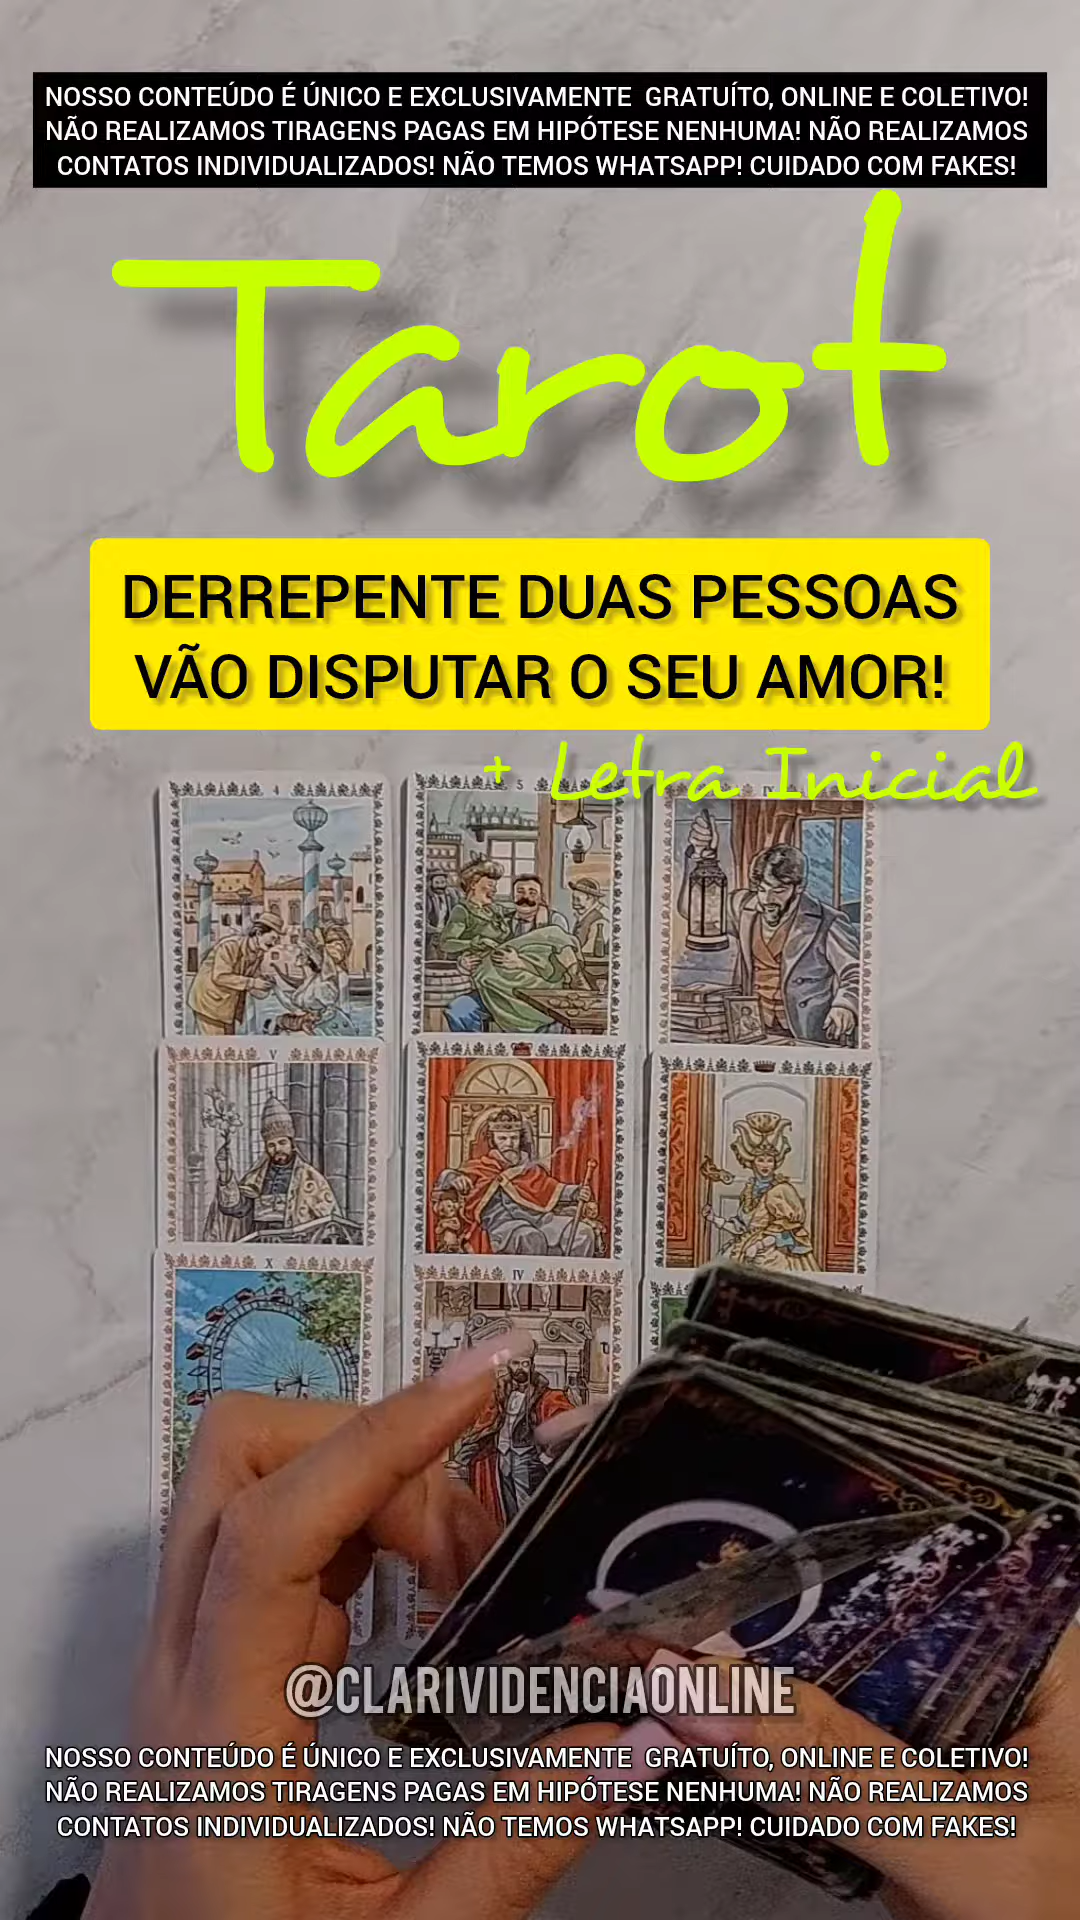 NOSSO CONTEÚDO É ÚNICO E EXCLUSIVAMENTE GRATUÍTO, ONLINE E COLETIVO!
NÃO REALIZAMOS TIRAGENS PAGAS EM HIPÓTESE NENHUMA! NÃO REALIZAMOS
CONTATOS INDIVIDUALIZADOS! NÃO TEMOS WHATSAPP! CUIDADO COM FAKES!
Tarot
DERREPENTE DUAS PESSOAS
VÃO DISPUTAR O SEU AMOR!
+ Letra Inicial
4
5
V
X
IV
@CLARIVIDENCIAONLINE
NOSSO CONTEÚDO É ÚNICO E EXCLUSIVAMENTE GRATUÍTO, ONLINE E COLETIVO!
NÃO REALIZAMOS TIRAGENS PAGAS EM HIPÓTESE NENHUMA! NÃO REALIZAMOS
CONTATOS INDIVIDUALIZADOS! NÃO TEMOS WHATSAPP! CUIDADO COM FAKES!